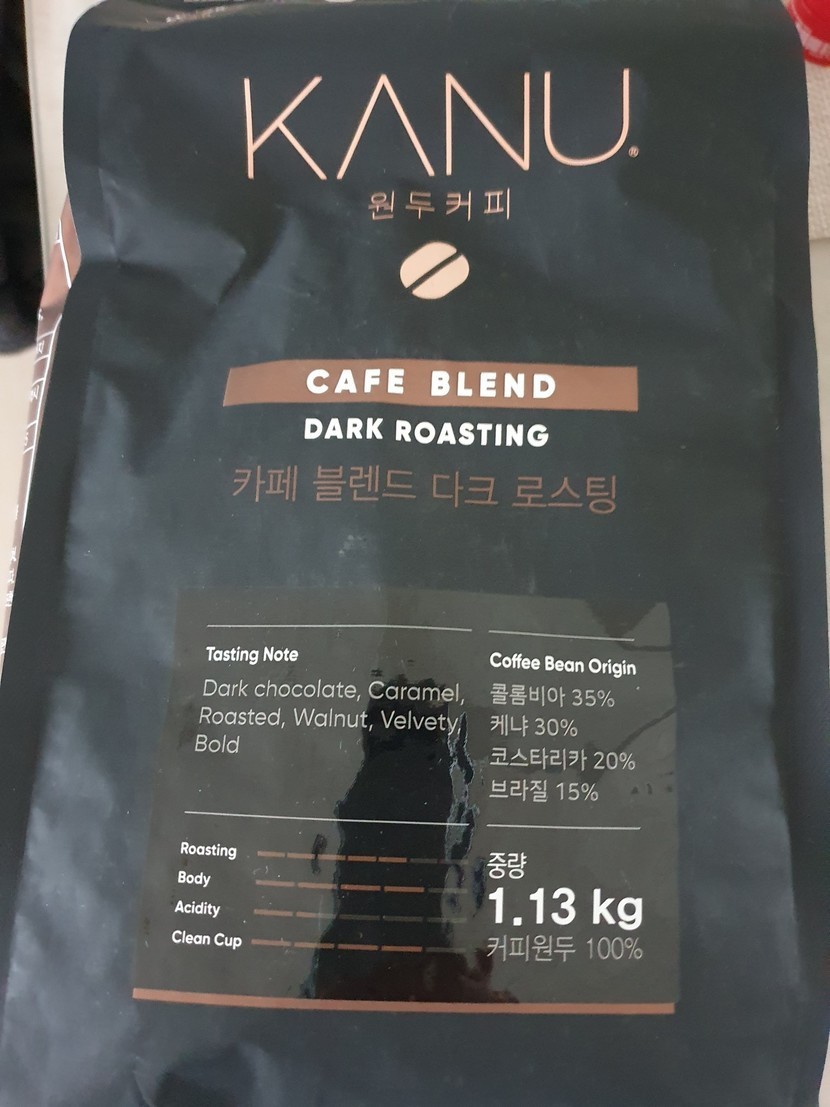 KANU®
원두커피
CAFE BLEND
DARK ROASTING
카페 블렌드 다크 로스팅
Tasting Note
Dark chocolate, Caramel,
Roasted, Walnut, Velvety,
Bold
Coffee Bean Origin
콜롬비아 35%
케냐 30%
코스타리카 20%
브라질 15%
Roasting
Body
Acidity
Clean Cup
중량
1.13 kg
커피원두 100%